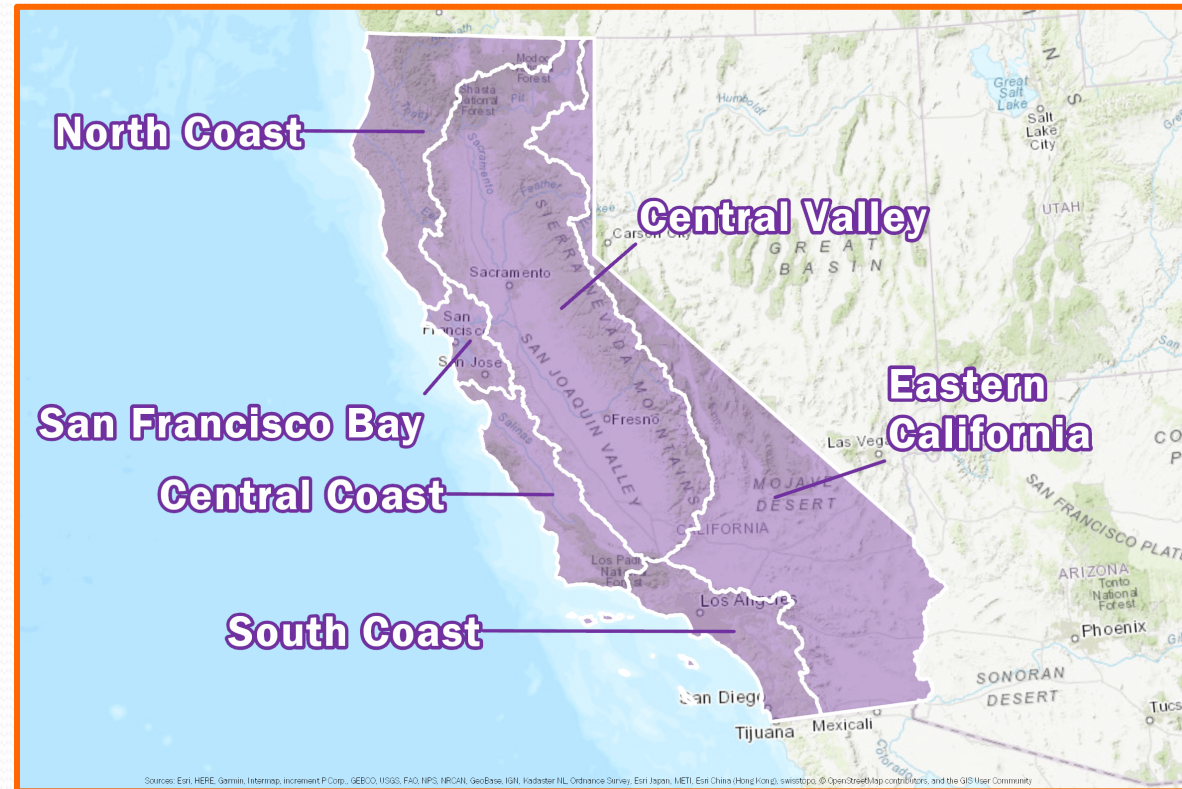 Modoc
Forest
Shasta
National
Forest
Pit
Humboldt
Great
Salt
Lake
Salt
Lake
City
North Coast
Sacramento
Feather
Central Valley
Carson City
UTAH
GREAT
BASIN
SIERRA NEVADA MOUNTAINS
Sacramento
San
Francisco
San Jose
SAN JOAQUIN VALLEY
Eastern
California
San Francisco Bay
Salinas
Fresno
Las Vegas
Central Coast
MOJAVE
DESERT
CALIFORNIA
SAN FRANCISCO PLAT
Los Padres
National
Forest
ARIZONA
Tonto
National
Forest
Los Angeles
Phoenix
South Coast
SONORAN
DESERT
San Diego
Tijuana
Mexicali
Tucs
Colorado
Sources: Esri, HERE, Garmin, Intermap, increment P Corp., GEBCO, USGS, FAO, NPS, NRCAN, GeoBase, IGN, Kadaster NL, Ordnance Survey, Esri Japan, METI, Esri China (Hong Kong), swisstopo, © OpenStreetMap contributors, and the GIS User Community